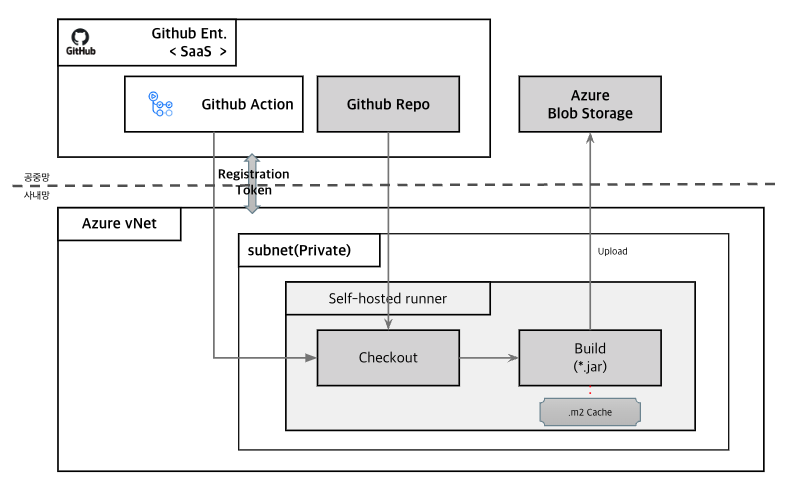 GitHub
Github Ent.
< SaaS >
Github Action
Github Repo
Azure
Blob Storage
Registration
Token
공중망
사내망
Azure vNet
subnet(Private)
Upload
Self-hosted runner
Checkout
Build
(*.jar)
.m2 Cache